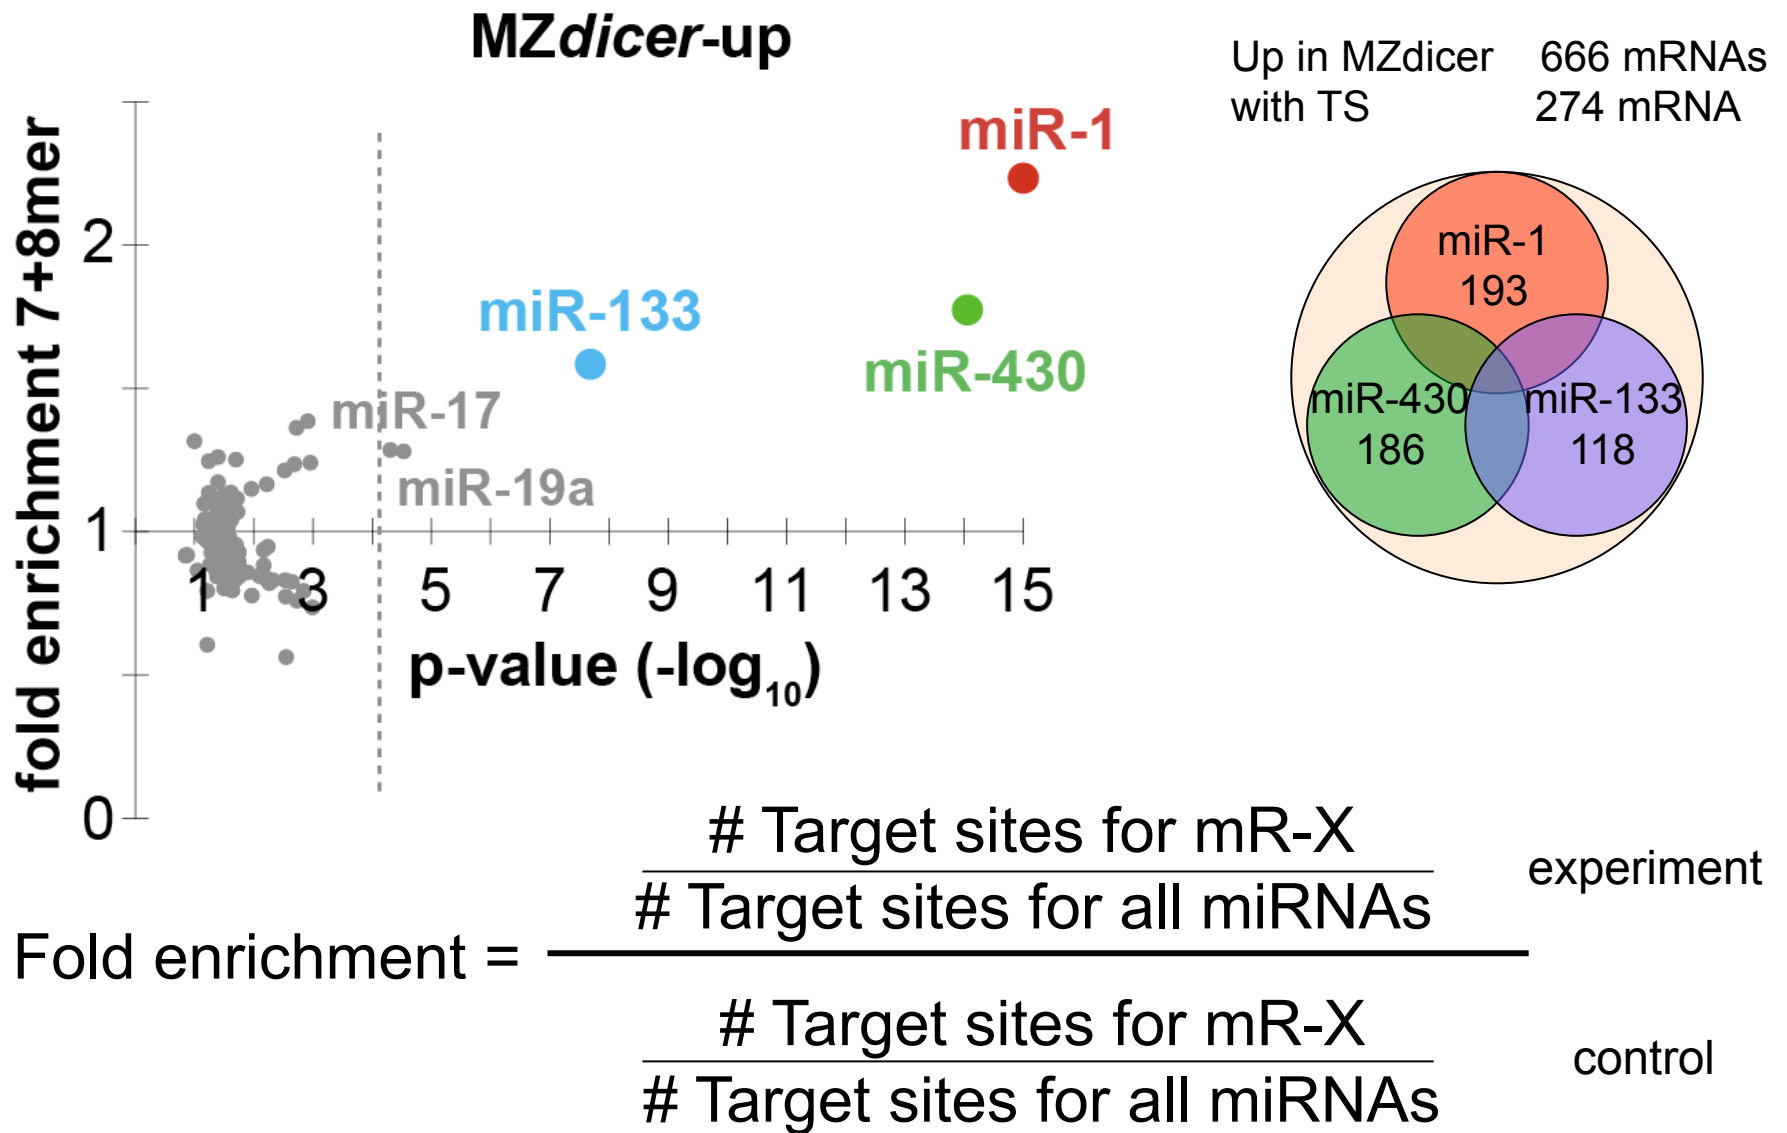 MZdicer-up
Up in MZdicer 666 mRNAs
with TS 274 mRNA
fold enrichment 7+8mer
2
1
0
miR-1
miR-133
miR-430
miR-17
miR-19a
1 3 5 7 9 11 13 15
p-value (-log10)
miR-1
193
miR-430
186
miR-133
118
Fold enrichment =
# Target sites for mR-X
# Target sites for all miRNAs
experiment
# Target sites for mR-X
# Target sites for all miRNAs
control